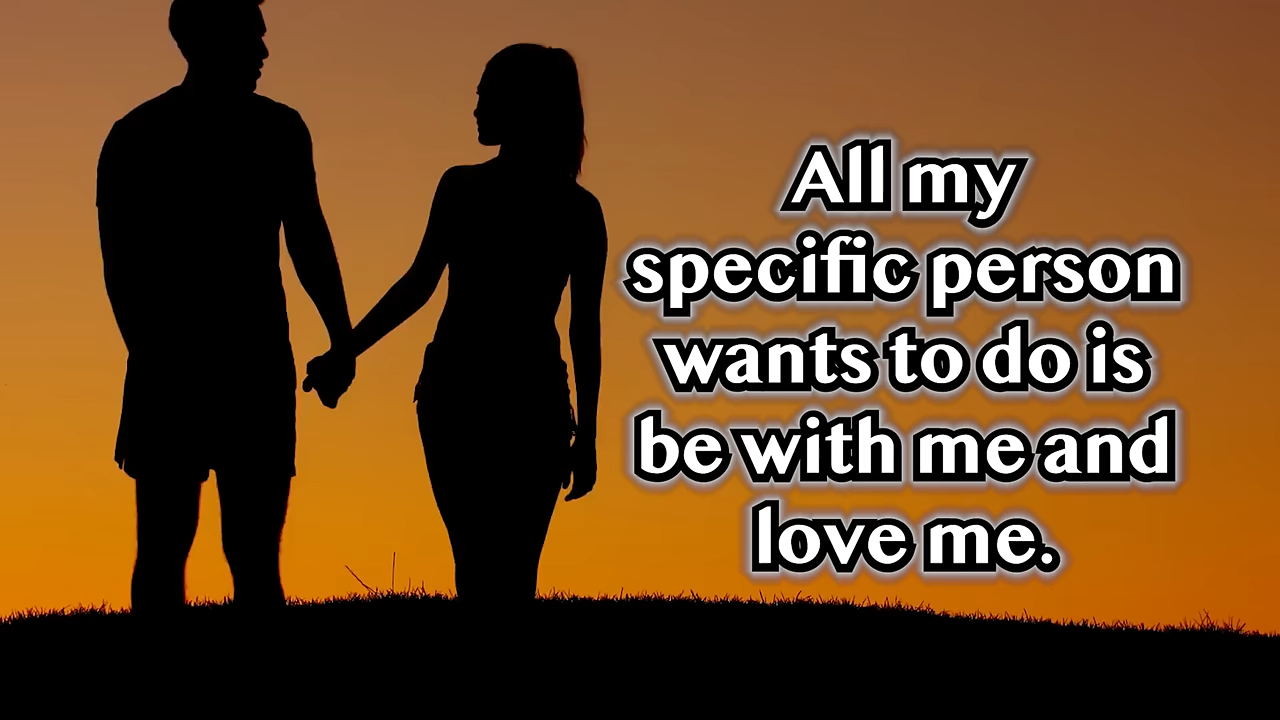 All my
specific person
wants to do is
be with me and
love me.